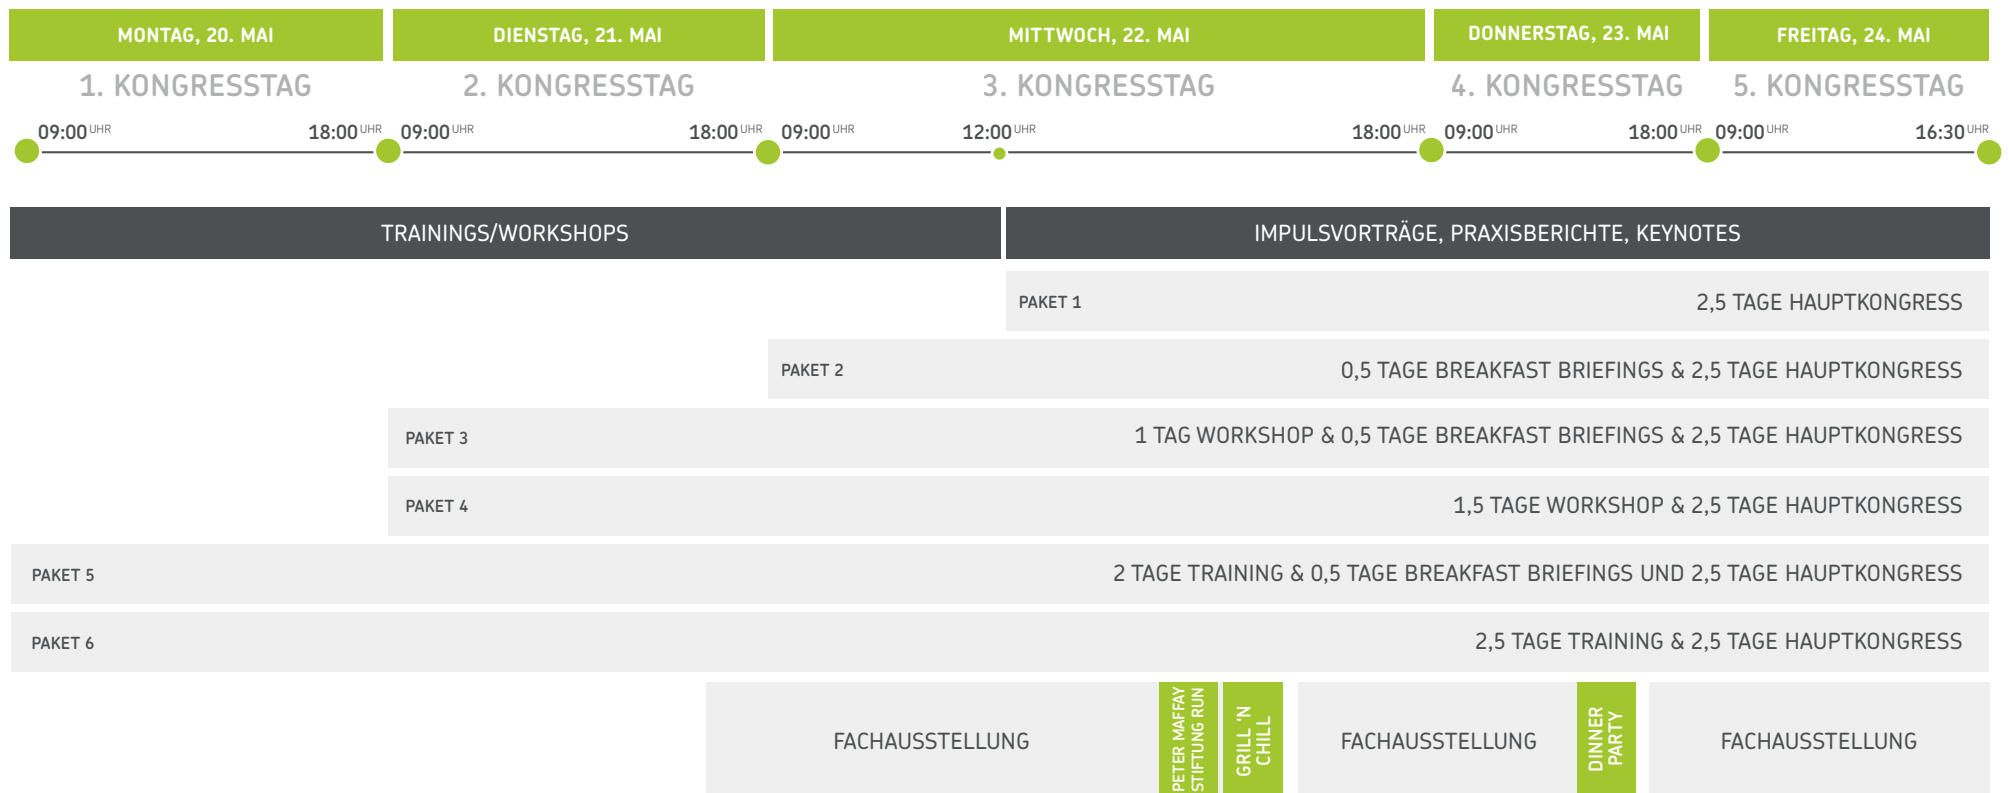 MONTAG, 20. MAI
DIENSTAG, 21. MAI
MITTWOCH, 22. MAI
DONNERSTAG, 23. MAI
FREITAG, 24. MAI
1. KONGRESSTAG
2. KONGRESSTAG
3. KONGRESSTAG
4. KONGRESSTAG
5. KONGRESSTAG
09:00 UHR
18:00 UHR
09:00 UHR
18:00 UHR
09:00 UHR
12:00 UHR
18:00 UHR
09:00 UHR
18:00 UHR
09:00 UHR
16:30 UHR
TRAININGS/WORKSHOPS
IMPULSVORTRÄGE, PRAXISBERICHTE, KEYNOTES
PAKET 1
2,5 TAGE HAUPTKONGRESS
PAKET 2
0,5 TAGE BREAKFAST BRIEFINGS & 2,5 TAGE HAUPTKONGRESS
PAKET 3
1 TAG WORKSHOP & 0,5 TAGE BREAKFAST BRIEFINGS & 2,5 TAGE HAUPTKONGRESS
PAKET 4
1,5 TAGE WORKSHOP & 2,5 TAGE HAUPTKONGRESS
PAKET 5
2 TAGE TRAINING & 0,5 TAGE BREAKFAST BRIEFINGS UND 2,5 TAGE HAUPTKONGRESS
PAKET 6
2,5 TAGE TRAINING & 2,5 TAGE HAUPTKONGRESS
FACHAUSSTELLUNG
PETER MAFFAY
STIFTUNG RUN
GRILL 'N
CHILL
FACHAUSSTELLUNG
DINNER
PARTY
FACHAUSSTELLUNG